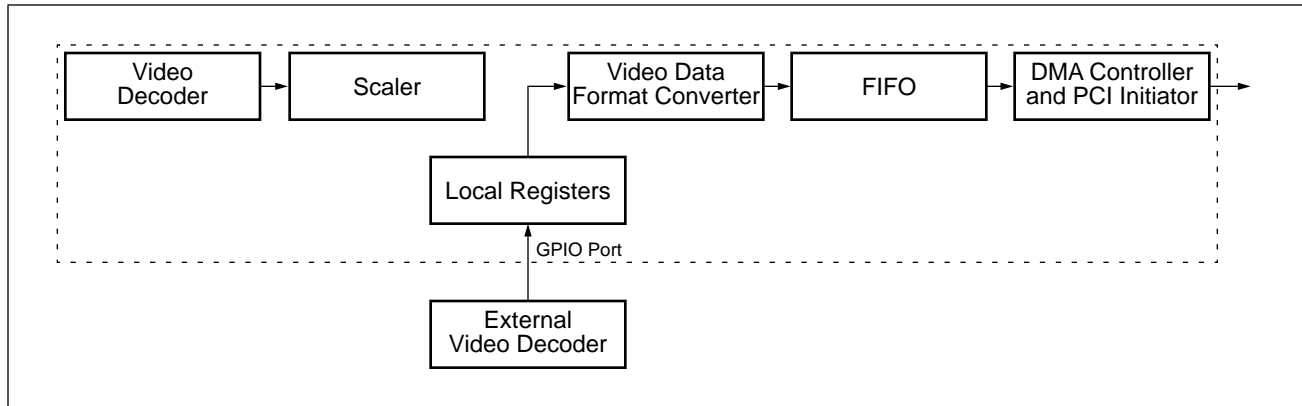 Video
Decoder
Scaler
Video Data
Format Converter
FIFO
DMA Controller
and PCI Initiator
Local Registers
GPIO Port
External
Video Decoder